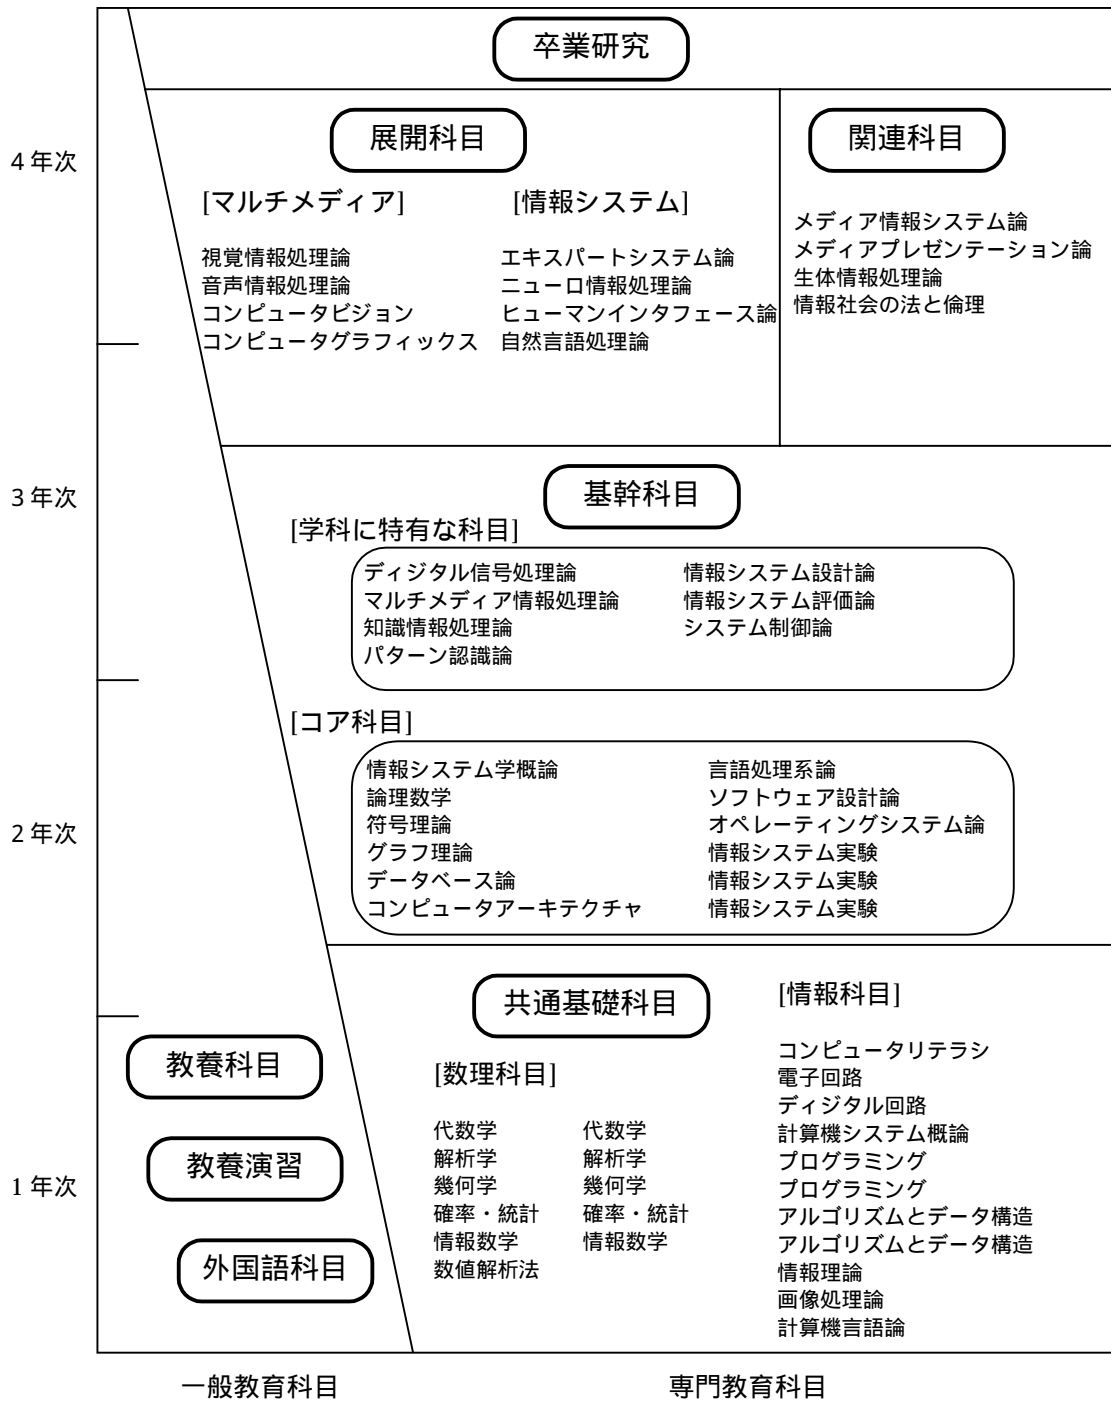 卒業研究
4年次
展開科目
[マルチメディア]
視覚情報処理論
音声情報処理論
コンピュータビジョン
コンピュータグラフィックス
[情報システム]
エキスパートシステム論
ニューロ情報処理論
ヒューマンインタフェース論
自然言語処理論
関連科目
メディア情報システム論
メディアプレゼンテーション論
生体情報処理論
情報社会の法と倫理
3年次
基幹科目
[学科に特有な科目]
ディジタル信号処理論
マルチメディア情報処理論
知識情報処理論
パターン認識論
情報システム設計論
情報システム評価論
システム制御論
2年次
[コア科目]
情報システム学概論
論理数学
符号理論
グラフ理論
データベース論
コンピュータアーキテクチャ
言語処理系論
ソフトウェア設計論
オペレーティングシステム論
情報システム実験
情報システム実験
情報システム実験
1年次
教養科目
教養演習
外国語科目
共通基礎科目
[数理科目]
代数学
解析学
幾何学
確率・統計
情報数学
数値解析法
代数学
解析学
幾何学
確率・統計
情報数学
[情報科目]
コンピュータリテラシ
電子回路
ディジタル回路
計算機システム概論
プログラミング
プログラミング
アルゴリズムとデータ構造
アルゴリズムとデータ構造
情報理論
画像処理論
計算機言語論
一般教育科目
専門教育科目